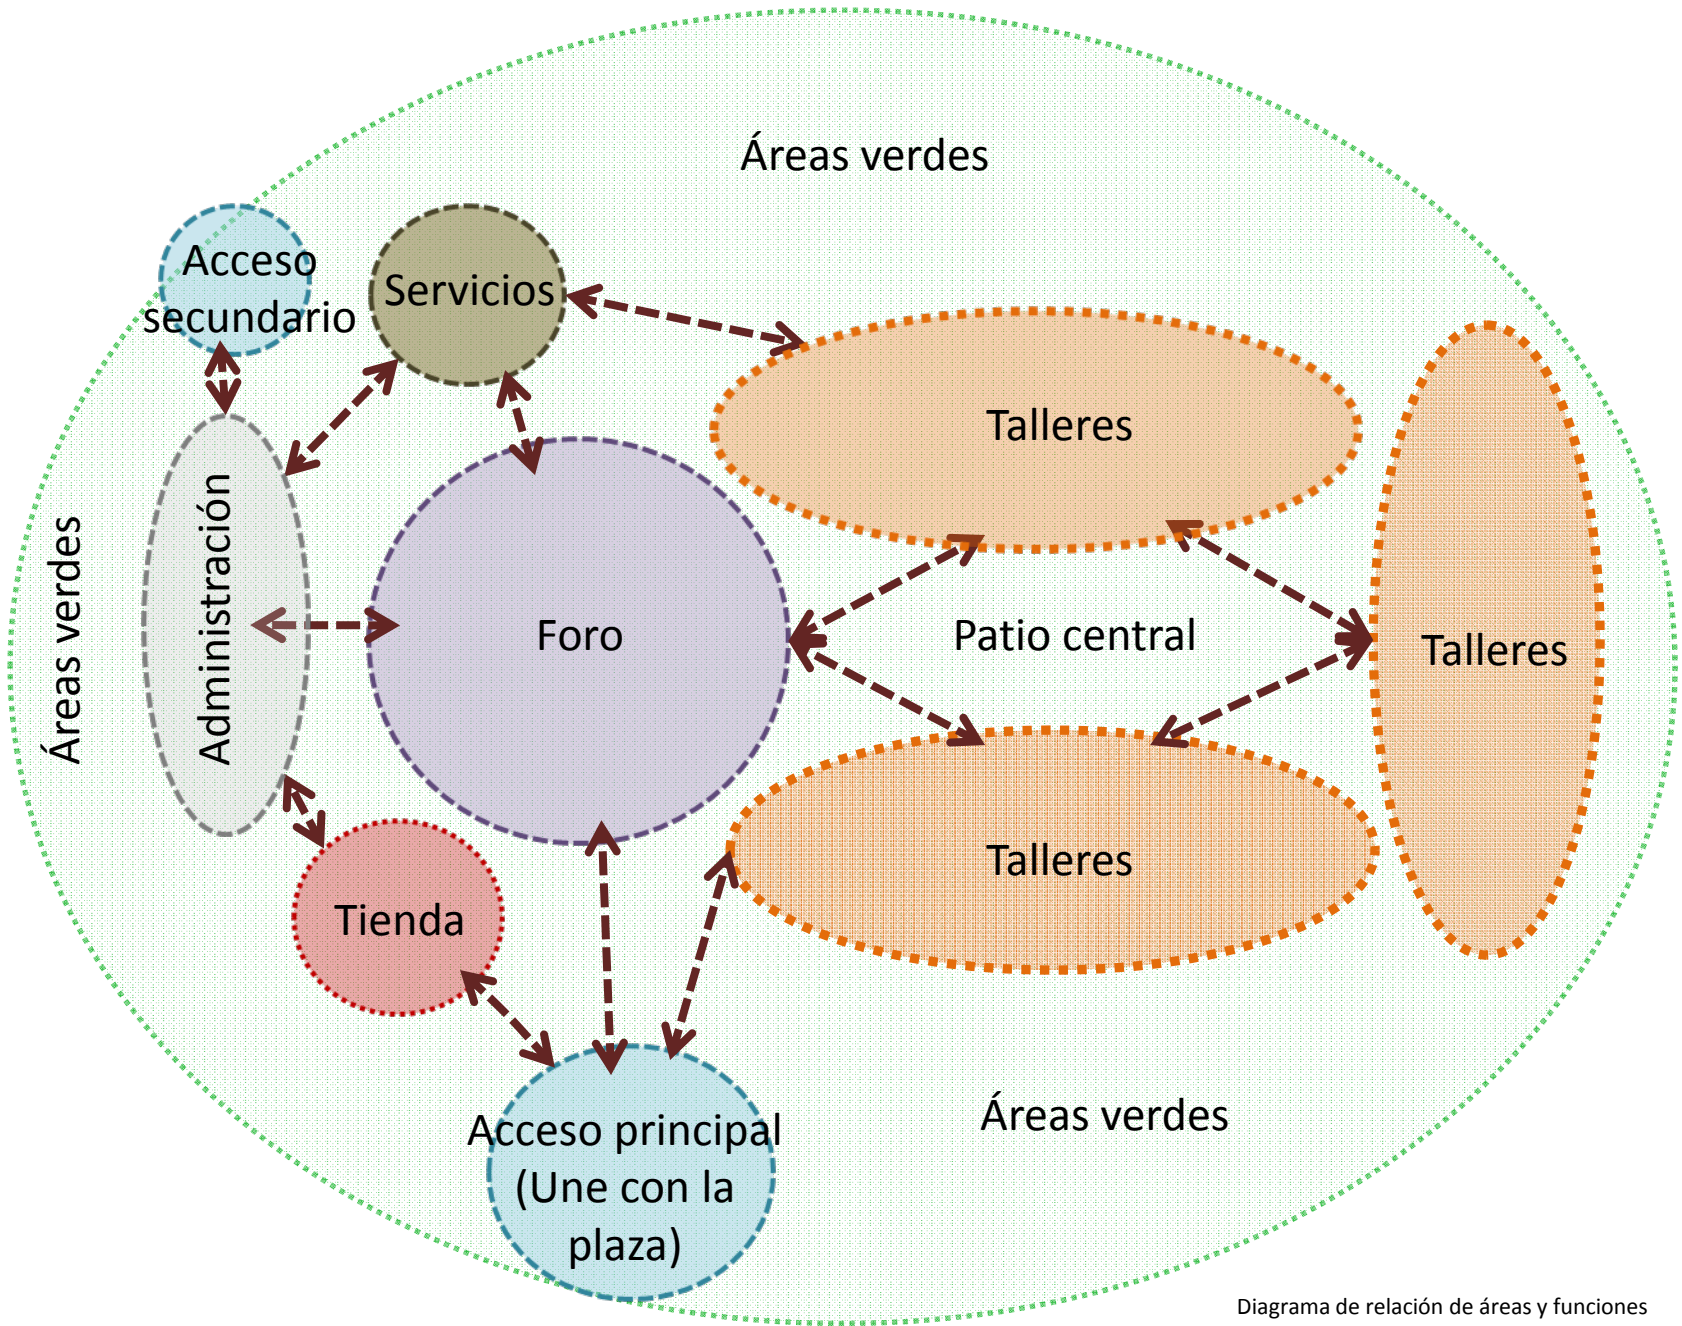 Áreas verdes
Acceso
secundario
Servicios
Talleres
Áreas verdes
Administración
Foro
Patio central
Talleres
Talleres
Tienda
Áreas verdes
Acceso principal
(Une con la
plaza)
Diagrama de relación de áreas y funciones